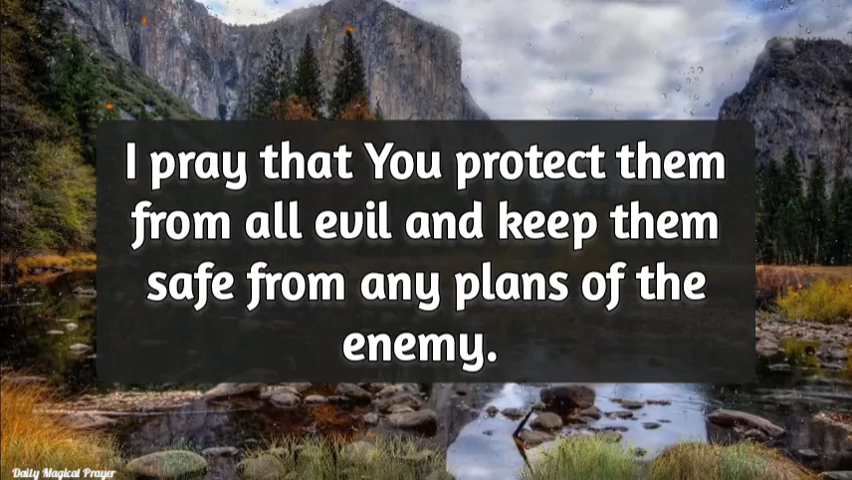 I pray that You protect them
from all evil and keep them
safe from any plans of the
enemy.
Daily Magical Prayer